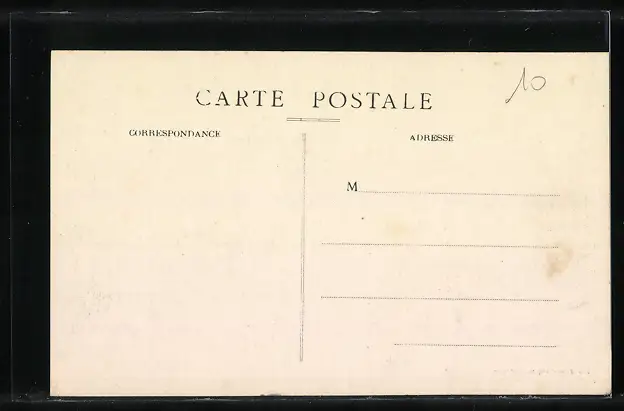 10
CARTE POSTALE
CORRESPONDANCE
ADRESSE
M